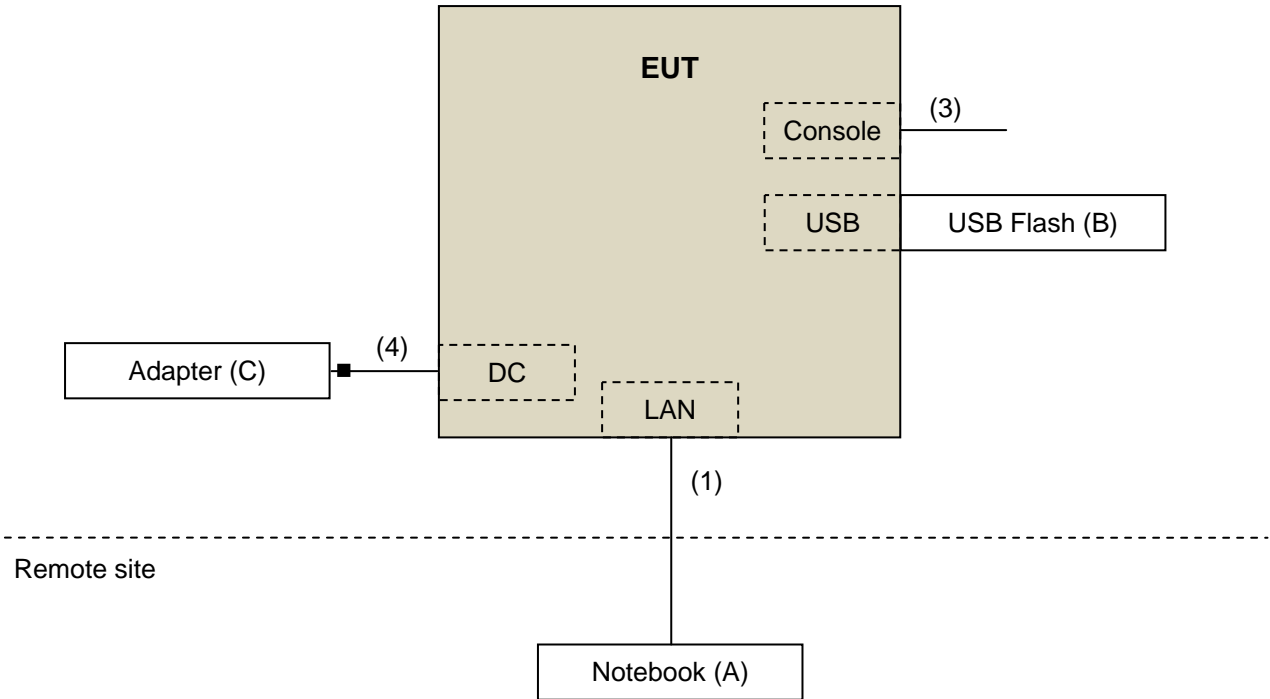 EUT
(3)
Console
USB
USB Flash (B)
(4)
Adapter (C)
DC
LAN
(1)
Remote site
Notebook (A)